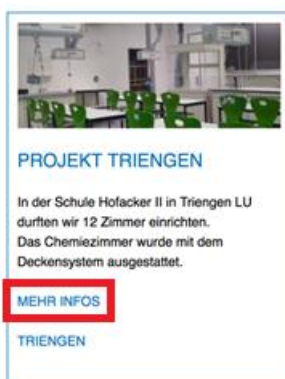 PROJEKT TRIENGEN
In der Schule Hofacker II in Triengen LU
durften wir 12 Zimmer einrichten.
Das Chemiezimmer wurde mit dem
Deckensystem ausgestattet.
MEHR INFOS
TRIENGEN